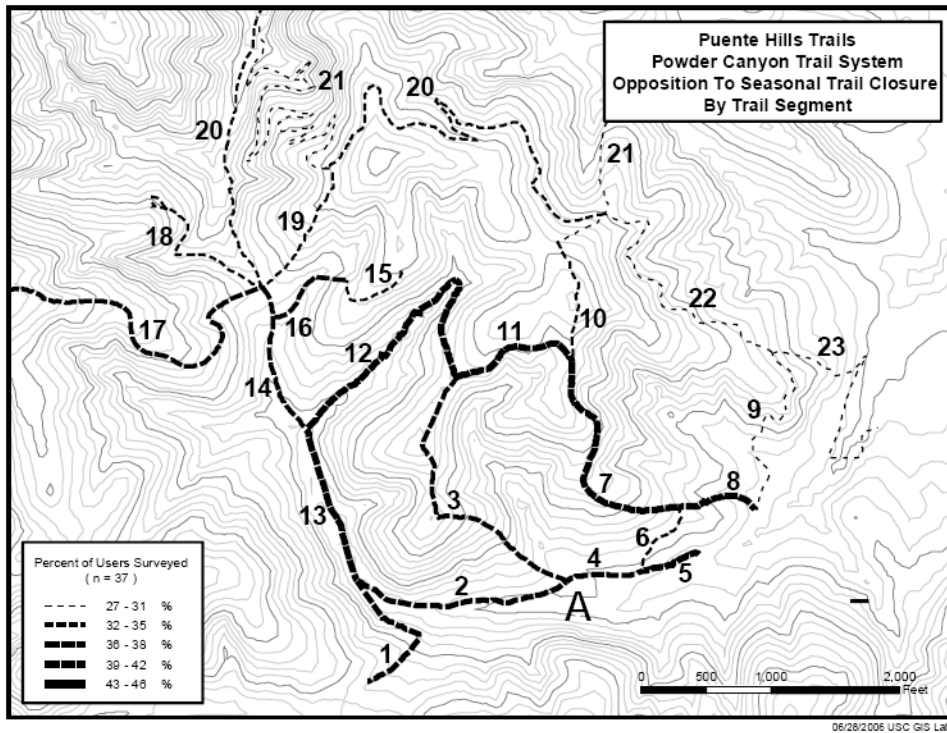 Puente Hills Trails
Powder Canyon Trail System
Opposition To Seasonal Trail Closure
By Trail Segment
21
20
20
21
19
18
15
22
16
10
17
11
12
23
14
9
8
7
3
13
6
4
5
2
A
1
Percent of Users Surveyed
( n = 37 )
27 - 31 %
32 - 35 %
36 - 38 %
39 - 42 %
43 - 46 %
0 500 1,000 2,000
Feet
06/28/2006 USC GIS Lab